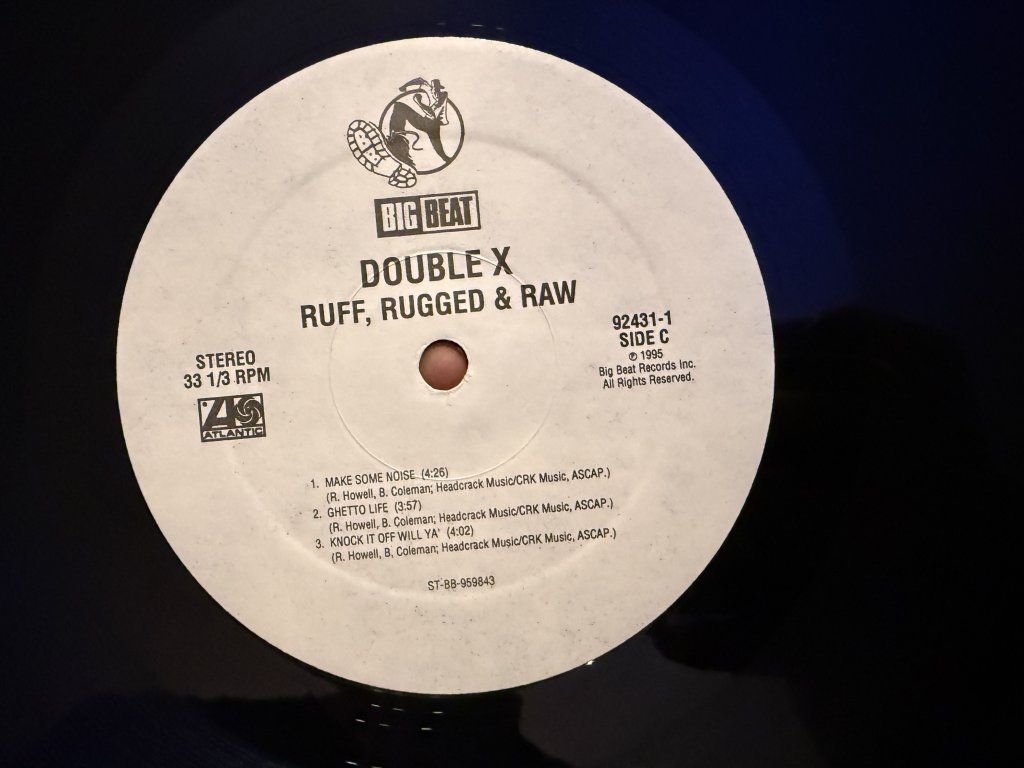 BIG BEAT
DOUBLE X
RUFF, RUGGED & RAW
STEREO
33 1/3 RPM
ATLANTIC
92431-1
SIDE C
℗ 1995
Big Beat Records Inc.
All Rights Reserved.
1. MAKE SOME NOISE (4:26)
(R. Howell, B. Coleman; Headcrack Music/CRK Music, ASCAP.)
2. GHETTO LIFE (3:57)
(R. Howell, B. Coleman; Headcrack Music/CRK Music, ASCAP.)
3. KNOCK IT OFF WILL YA' (4:02)
(R. Howell, B. Coleman; Headcrack Music/CRK Music, ASCAP.)
ST-BB-959843